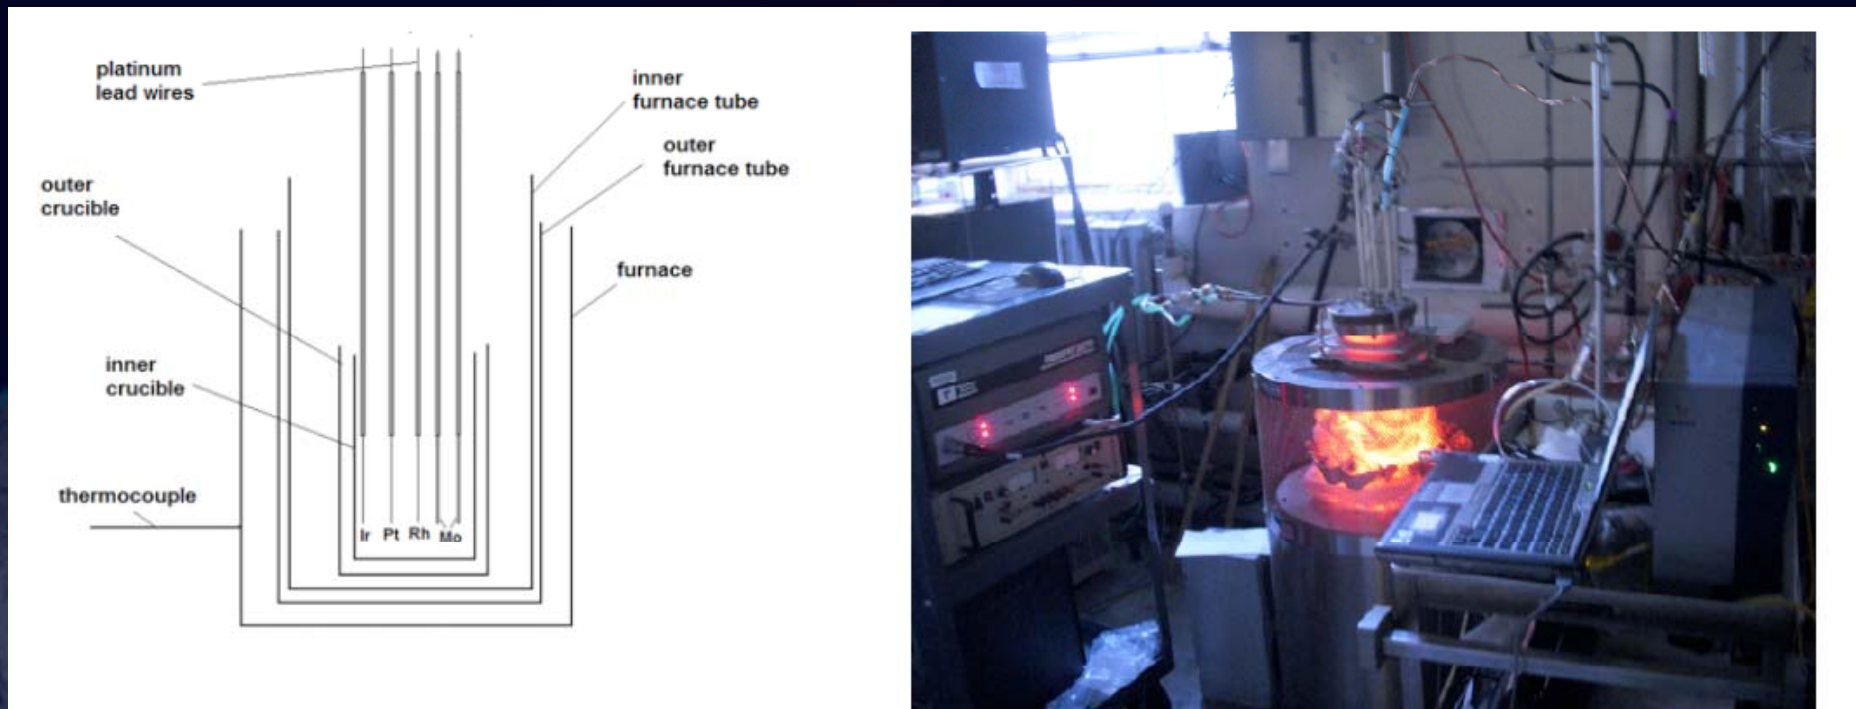 platinum
lead wires
inner
furnace tube
outer
furnace tube
outer
crucible
furnace
inner
crucible
thermocouple
Ir Pt Rh Mo